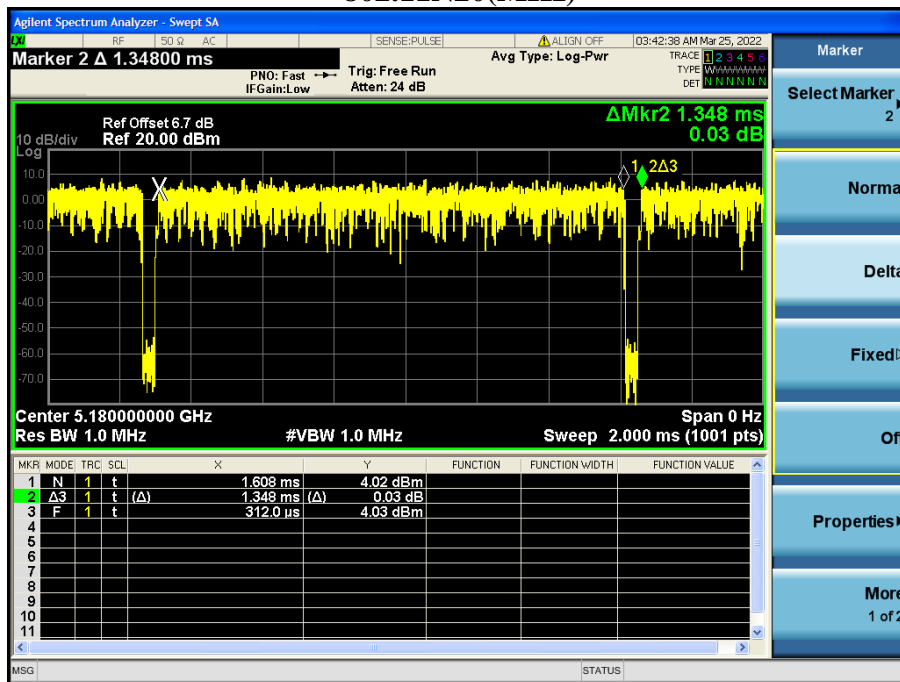 Agilent Spectrum Analyzer - Swept SA
LXI RF 50 Ω AC SENSE:PULSE ALIGN OFF 03:42:38 AM Mar 25, 2022
Marker 2 Δ 1.34800 ms
PNO: Fast Trig: Free Run Avg Type: Log-Pwr TRACE 1 2 3 4 5 6
IFGain:Low Atten: 24 dB TYPE WWWWWW
DET N N N N N N
Ref Offset 6.7 dB ΔMkr2 1.348 ms
10 dB/div Ref 20.00 dBm 0.03 dB
Log
10.0
0.00
-10.0
-20.0
-30.0
-40.0
-50.0
-60.0
-70.0
X
1 2Δ3
Center 5.180000000 GHz Span 0 Hz
Res BW 1.0 MHz #VBW 1.0 MHz Sweep 2.000 ms (1001 pts)
MKR MODE TRC SCL X Y FUNCTION FUNCTION WIDTH FUNCTION VALUE
1 N 1 t 1.608 ms 4.02 dBm
2 Δ3 1 t (Δ) 1.348 ms (Δ) 0.03 dB
3 F 1 t 312.0 µs 4.03 dBm
4
5
6
7
8
9
10
11
MSG STATUS
Marker
Select Marker
2
Norma
Delta
Fixed
Of
Properties
More
1 of 2